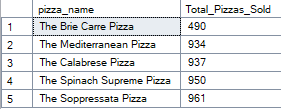 pizza_name Total_Pizzas_Sold
1 The Brie Carre Pizza 490
2 The Mediterranean Pizza 934
3 The Calabrese Pizza 937
4 The Spinach Supreme Pizza 950
5 The Soppressata Pizza 961